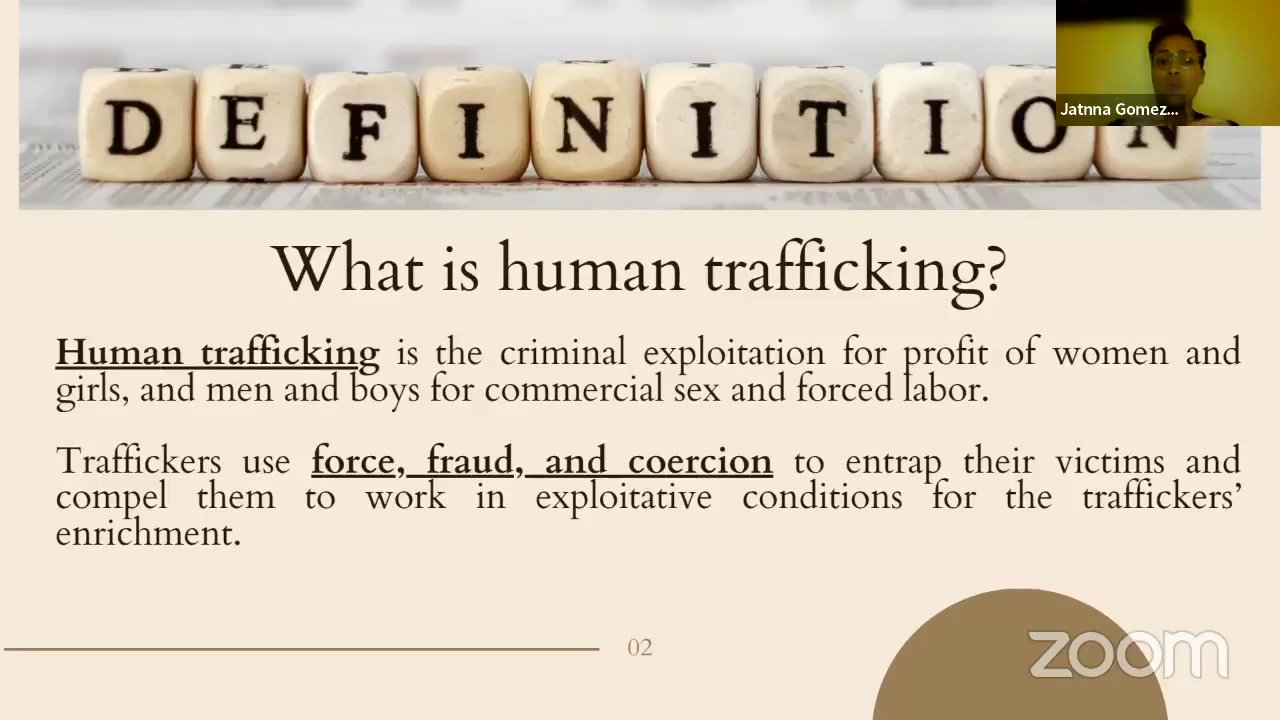 DEFINITION
Jatnna Gomez...
What is human trafficking?
Human trafficking is the criminal exploitation for profit of women and
girls, and men and boys for commercial sex and forced labor.
Traffickers use force, fraud, and coercion to entrap their victims and
compel them to work in exploitative conditions for the traffickers’
enrichment.
02
zoom